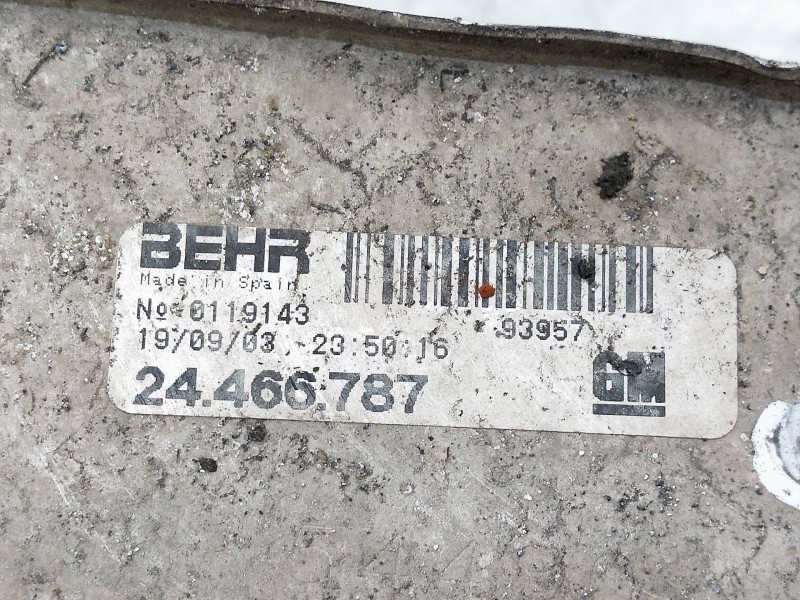 BEHR
Made in Spain
Nº 0119143
93957
19/09/03 23:50:16
24.466.787
GM